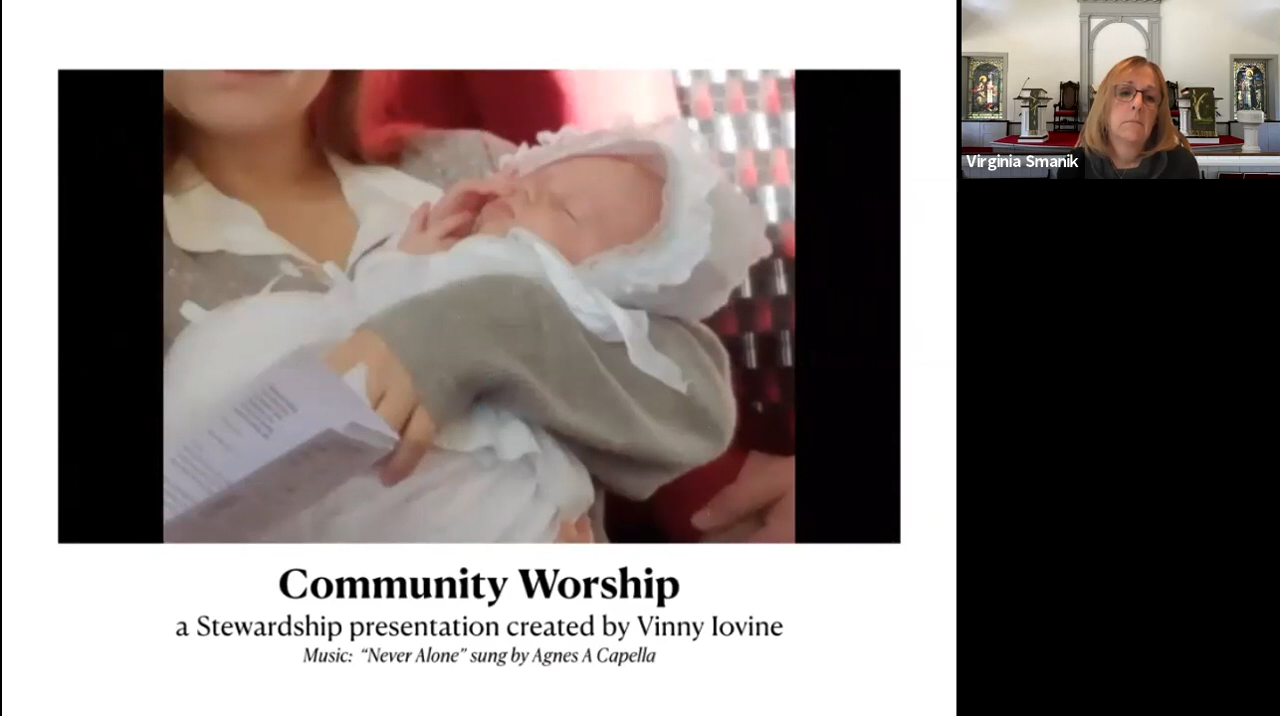 Virginia Smanik
Community Worship
a Stewardship presentation created by Vinny Iovine
Music: “Never Alone” sung by Agnes A Capella